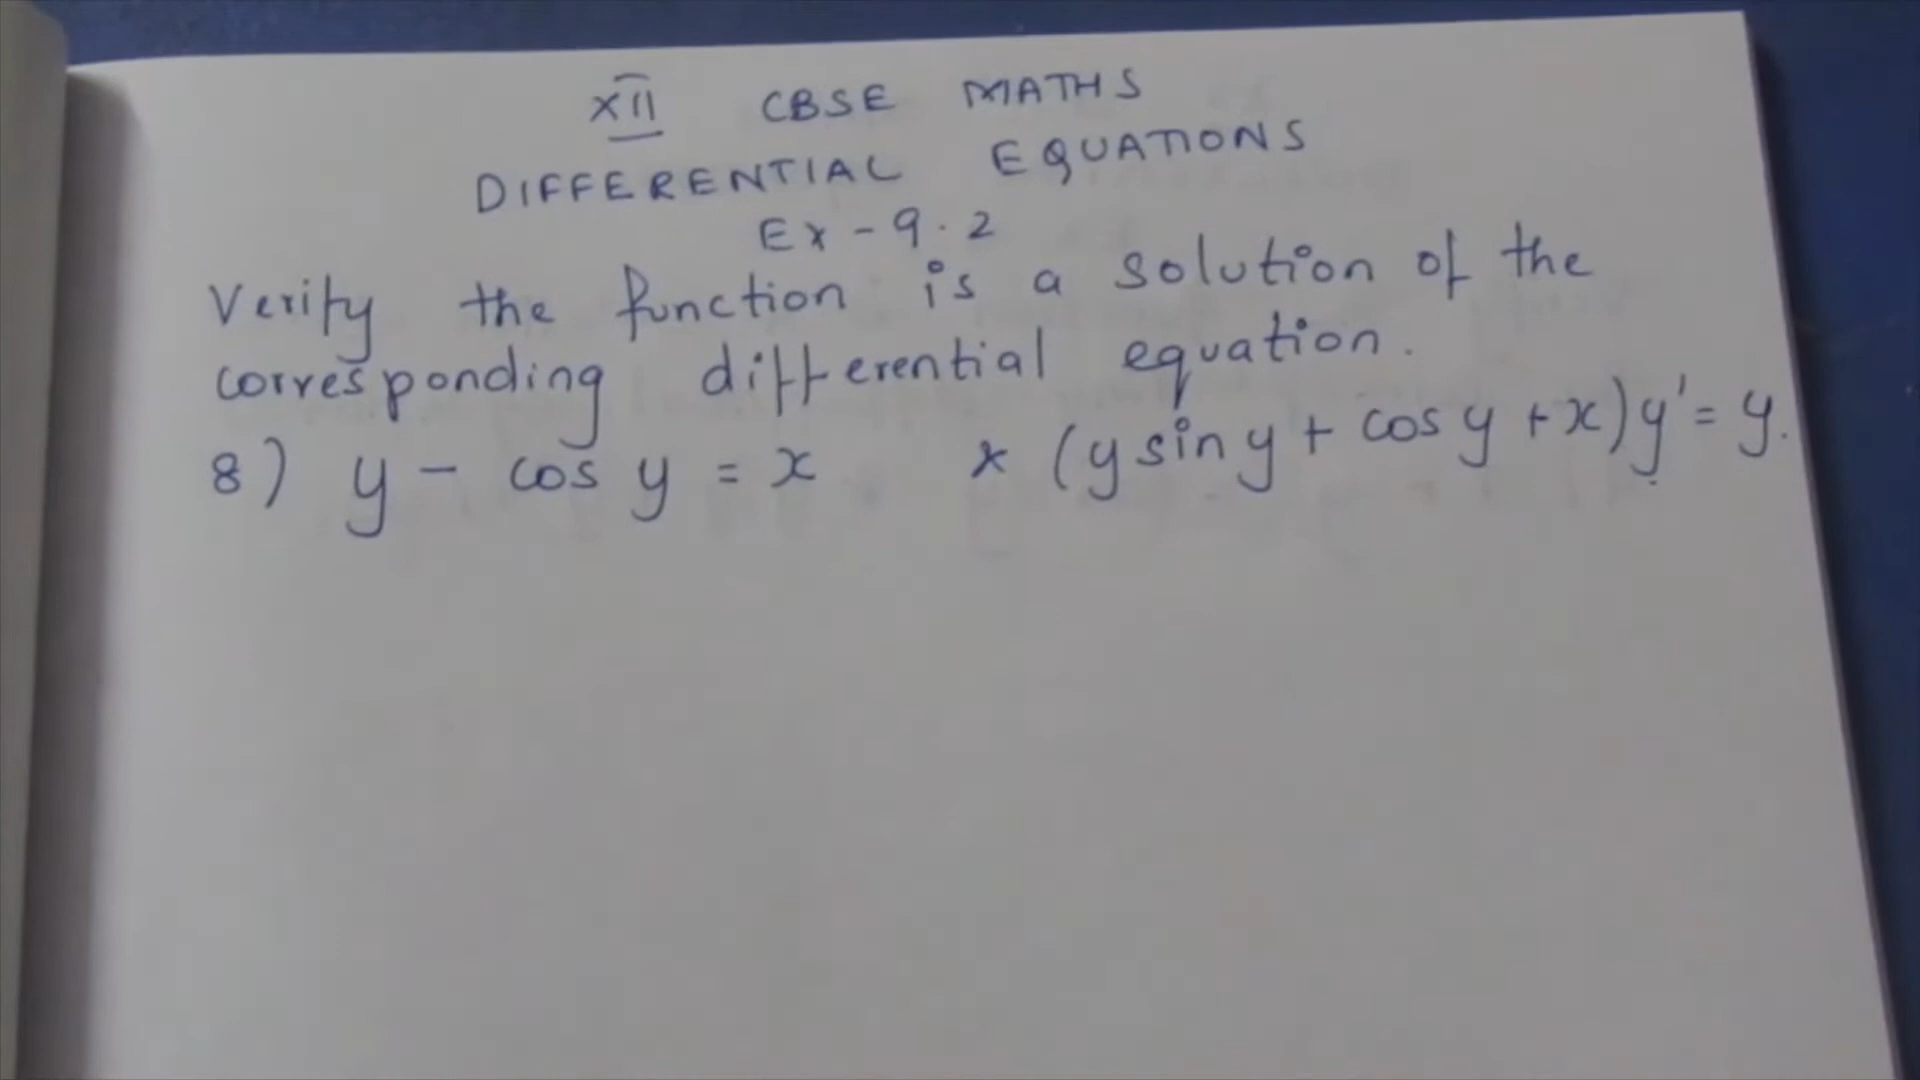 XII CBSE MATHS
DIFFERENTIAL EQUATIONS
Ex - 9.2
Verify the function is a solution of the
corresponding differential equation.
8) y - cos y = x x (y sin y + cos y + x) y' = y.